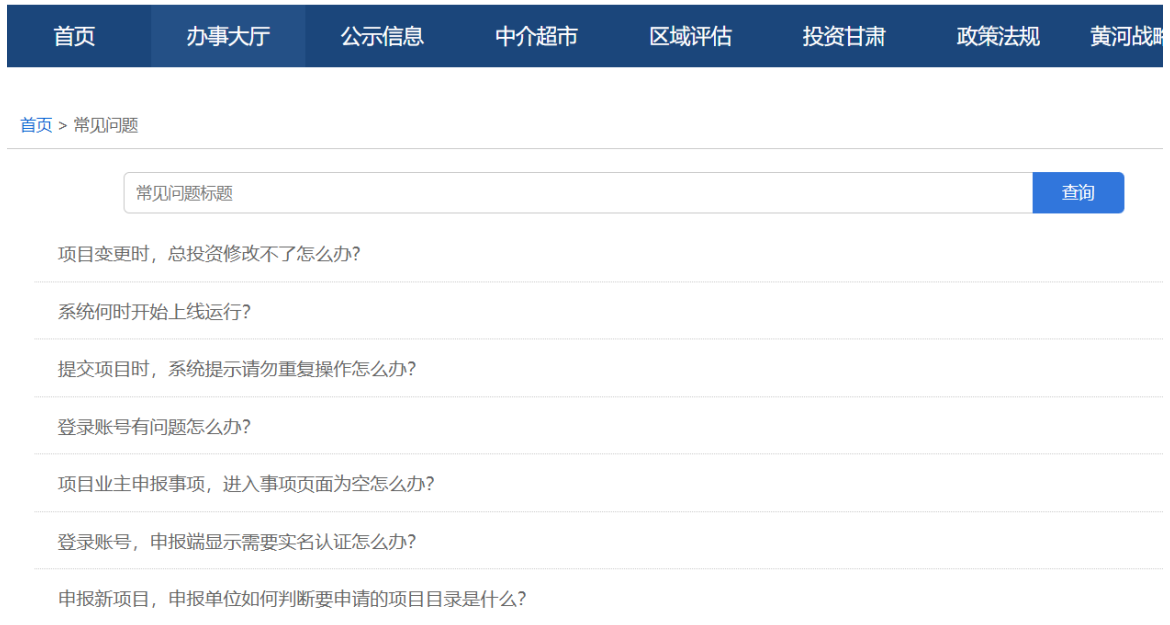 首页 办事大厅 公示信息 中介超市 区域评估 投资甘肃 政策法规 黄河战略
首页 > 常见问题
常见问题标题 查询
项目变更时，总投资修改不了怎么办？
系统何时开始上线运行？
提交项目时，系统提示请勿重复操作怎么办？
登录账号有问题怎么办？
项目业主申报事项，进入事项页面为空怎么办？
登录账号，申报端显示需要实名认证怎么办？
申报新项目，申报单位如何判断要申请的项目目录是什么？